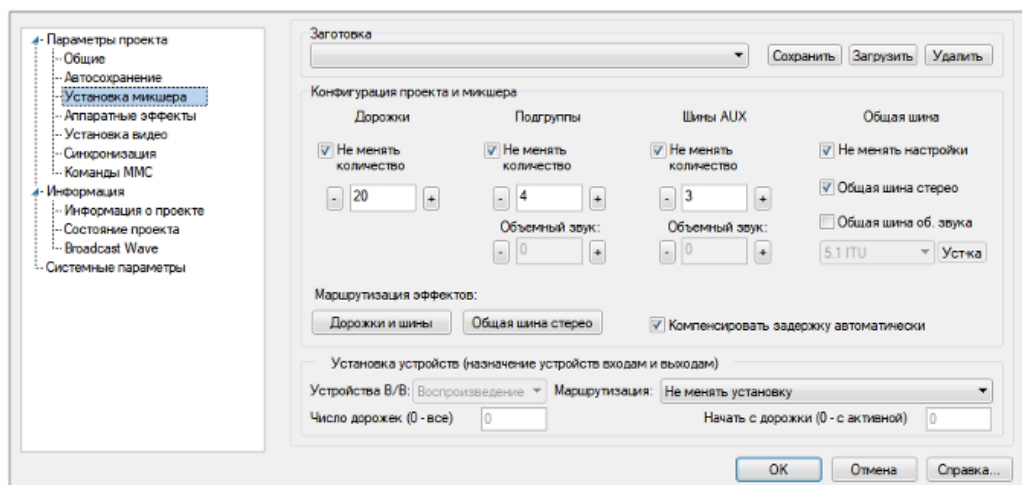 Параметры проекта
Общие
Автосохранение
Установка микшера
Аппаратные эффекты
Установка видео
Синхронизация
Команды MMC
Информация
Информация о проекте
Состояние проекта
Broadcast Wave
Системные параметры
Заготовка
Сохранить Загрузить Удалить
Конфигурация проекта и микшера
Дорожки Подгруппы Шины AUX Общая шина
Не менять количество Не менять количество Не менять количество Не менять настройки
- 20 + - 4 + - 3 + Общая шина стерео
Объемный звук: Объемный звук: Общая шина об. звука
- 0 + - 0 + 5.1 ITU Уст-ка
Маршрутизация эффектов:
Дорожки и шины Общая шина стерео Компенсировать задержку автоматически
Установка устройств (назначение устройств входам и выходам)
Устройства В/В: Воспроизведение Маршрутизация: Не менять установку
Число дорожек (0 - все) 0 Начать с дорожки (0 - с активной) 0
OK Отмена Справка...